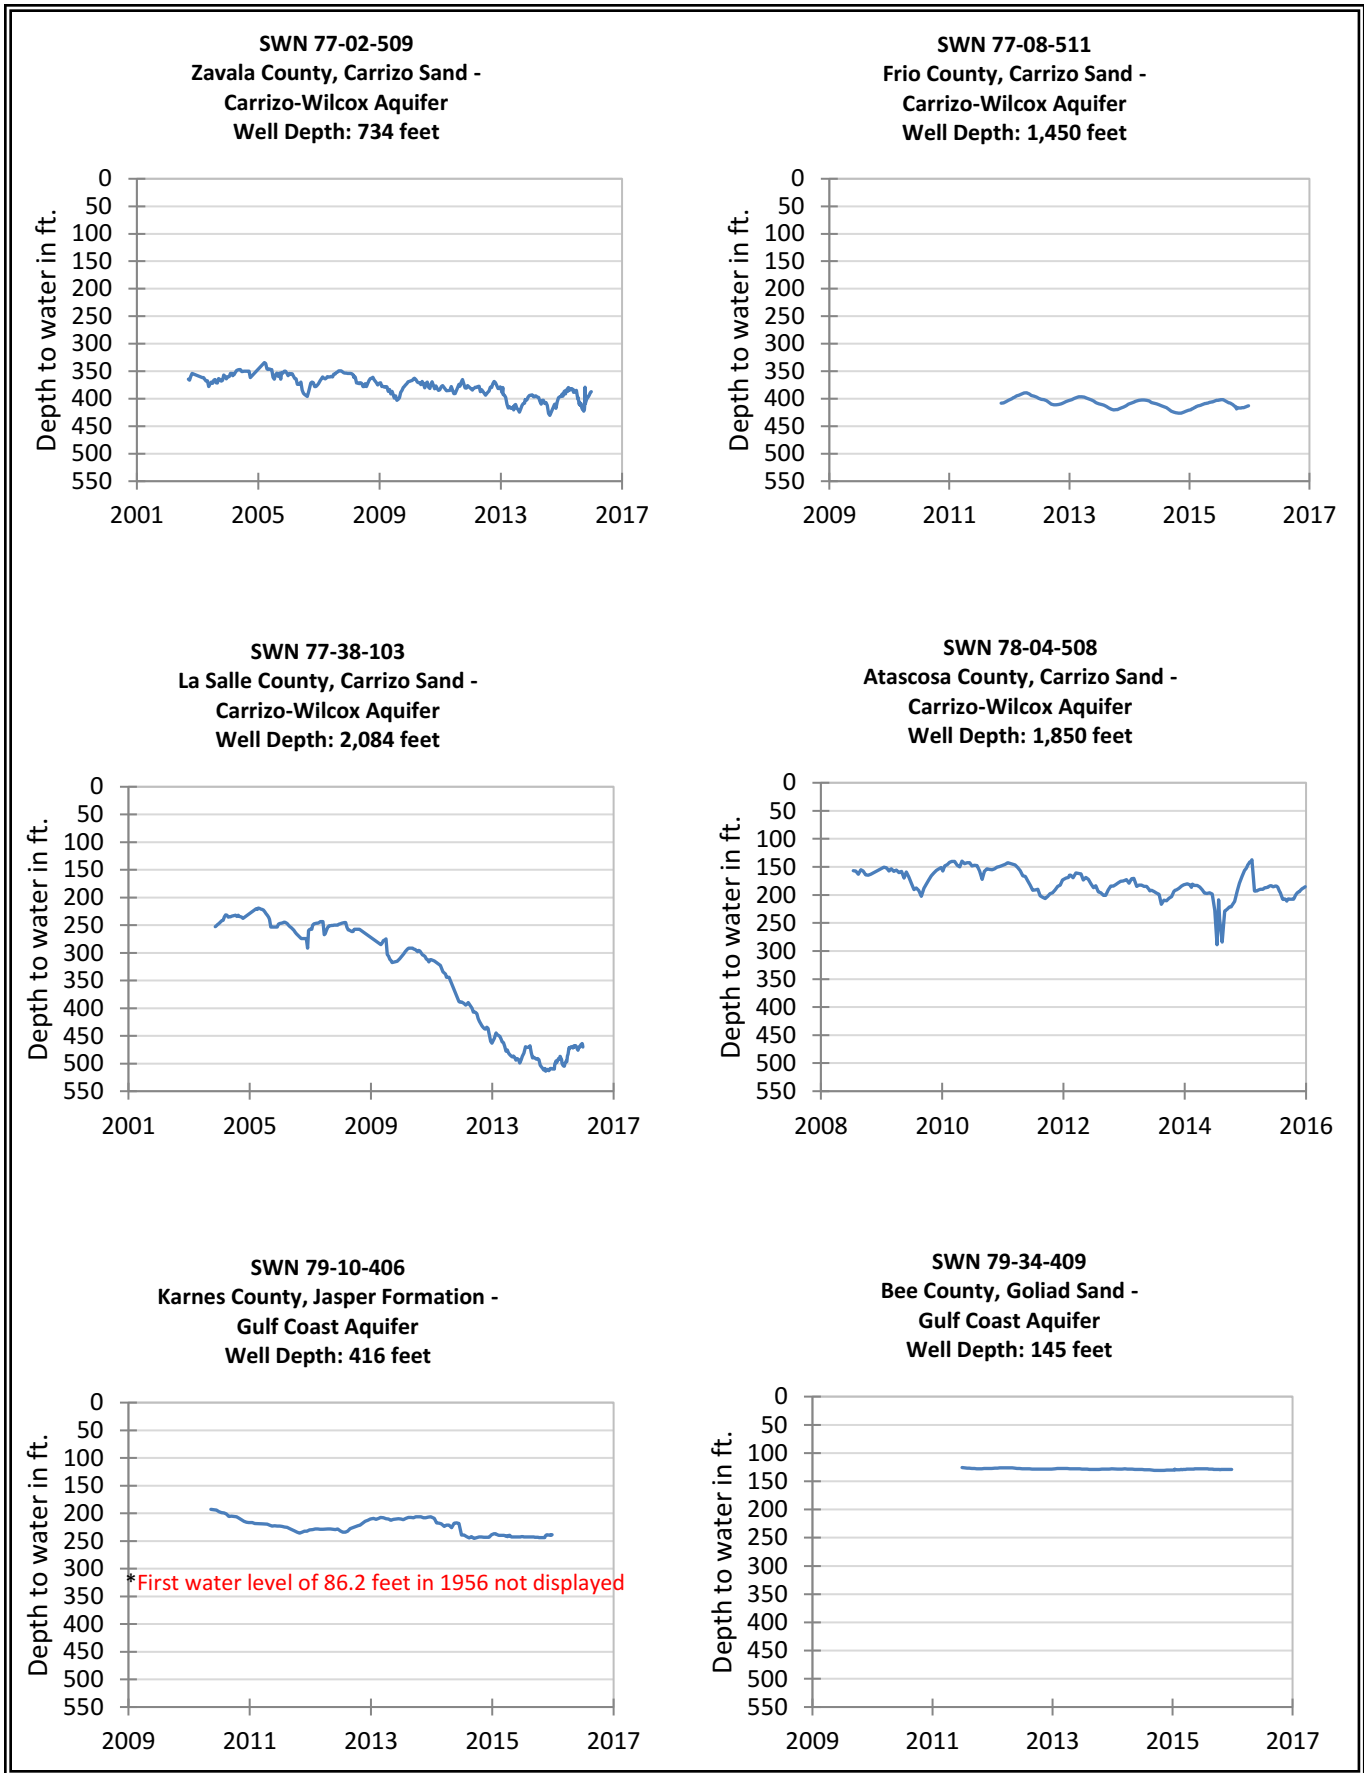 SWN 77-02-509
Zavala County, Carrizo Sand -
Carrizo-Wilcox Aquifer
Well Depth: 734 feet
Depth to water in ft.
0
50
100
150
200
250
300
350
400
450
500
550
2001 2005 2009 2013 2017
SWN 77-08-511
Frio County, Carrizo Sand -
Carrizo-Wilcox Aquifer
Well Depth: 1,450 feet
Depth to water in ft.
0
50
100
150
200
250
300
350
400
450
500
550
2009 2011 2013 2015 2017
SWN 77-38-103
La Salle County, Carrizo Sand -
Carrizo-Wilcox Aquifer
Well Depth: 2,084 feet
Depth to water in ft.
0
50
100
150
200
250
300
350
400
450
500
550
2001 2005 2009 2013 2017
SWN 78-04-508
Atascosa County, Carrizo Sand -
Carrizo-Wilcox Aquifer
Well Depth: 1,850 feet
Depth to water in ft.
0
50
100
150
200
250
300
350
400
450
500
550
2008 2010 2012 2014 2016
SWN 79-10-406
Karnes County, Jasper Formation -
Gulf Coast Aquifer
Well Depth: 416 feet
Depth to water in ft.
0
50
100
150
200
250
300
350
400
450
500
550
*First water level of 86.2 feet in 1956 not displayed
2009 2011 2013 2015 2017
SWN 79-34-409
Bee County, Goliad Sand -
Gulf Coast Aquifer
Well Depth: 145 feet
Depth to water in ft.
0
50
100
150
200
250
300
350
400
450
500
550
2009 2011 2013 2015 2017